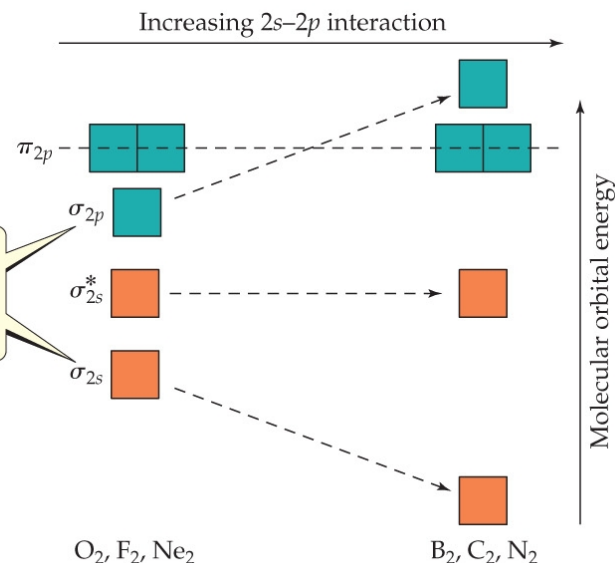 Increasing 2s–2p interaction
π₂ₚ
σ₂ₚ
σ*₂ₛ
σ₂ₛ
Molecular orbital energy
O₂, F₂, Ne₂
B₂, C₂, N₂